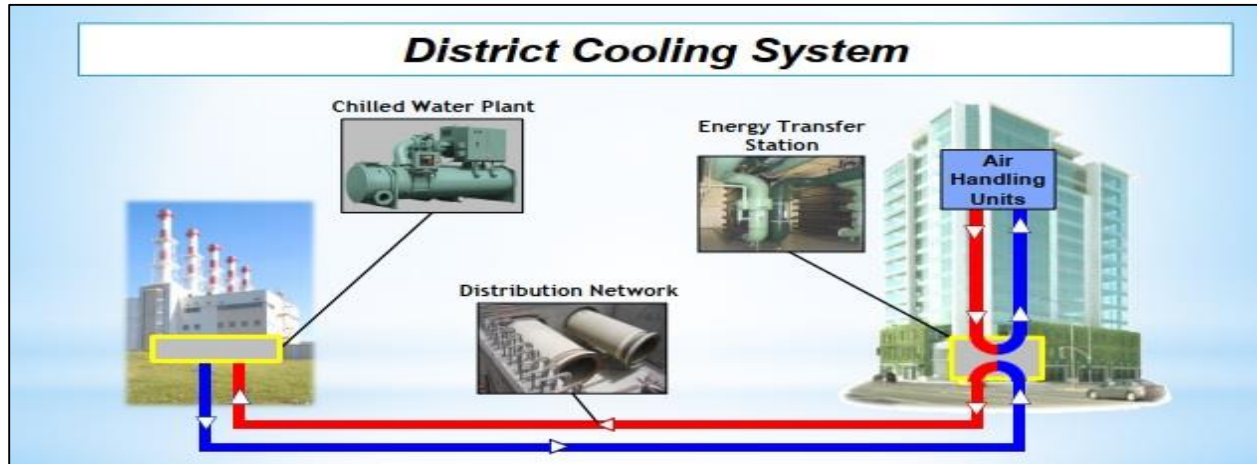 District Cooling System
Chilled Water Plant
Energy Transfer
Station
Air
Handling
Units
Distribution Network